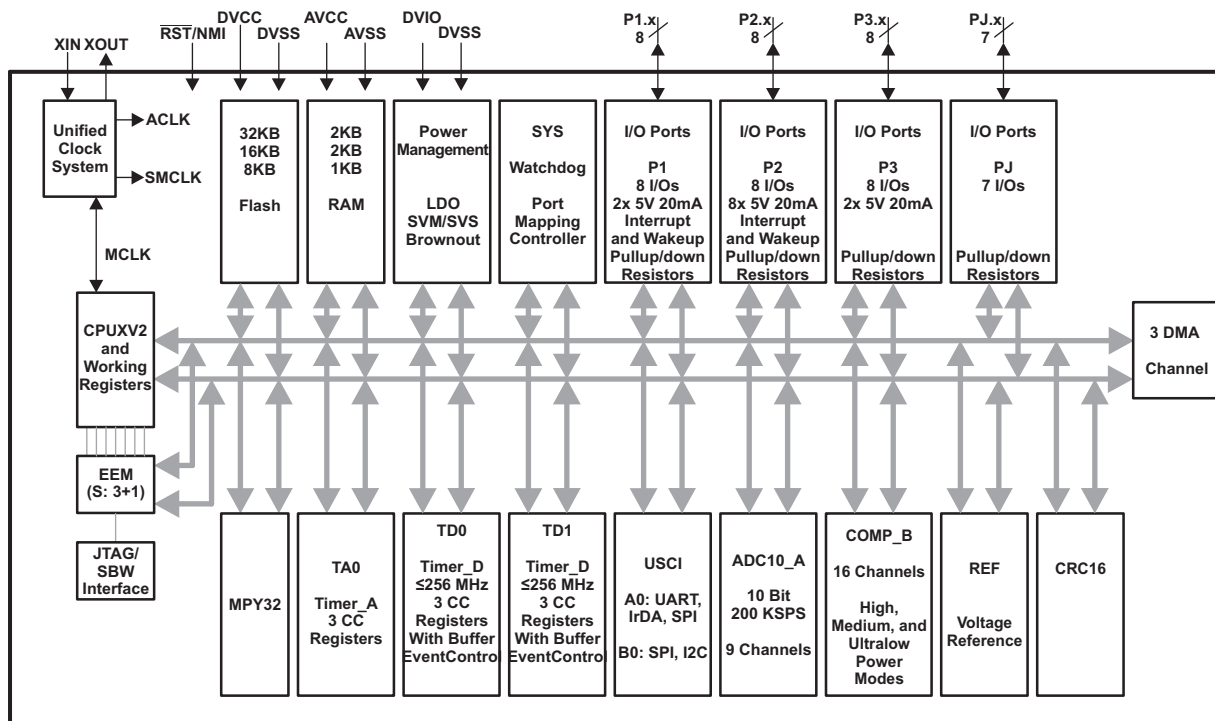 XIN XOUT
RST/NMI
DVCC
DVSS
AVCC
AVSS
DVIO
DVSS
P1.x
8
P2.x
8
P3.x
8
PJ.x
7
Unified
Clock
System
ACLK
SMCLK
MCLK
32KB
16KB
8KB
Flash
2KB
2KB
1KB
RAM
Power
Management
LDO
SVM/SVS
Brownout
SYS
Watchdog
Port
Mapping
Controller
I/O Ports
P1
8 I/Os
2x 5V 20mA
Interrupt
and Wakeup
Pullup/down
Resistors
I/O Ports
P2
8 I/Os
8x 5V 20mA
Interrupt
and Wakeup
Pullup/down
Resistors
I/O Ports
P3
8 I/Os
2x 5V 20mA
Pullup/down
Resistors
I/O Ports
PJ
7 I/Os
Pullup/down
Resistors
CPUXV2
and
Working
Registers
3 DMA
Channel
EEM
(S: 3+1)
JTAG/
SBW
Interface
MPY32
TA0
Timer_A
3 CC
Registers
TD0
Timer_D
≤256 MHz
3 CC
Registers
With Buffer
EventControl
TD1
Timer_D
≤256 MHz
3 CC
Registers
With Buffer
EventControl
USCI
A0: UART,
IrDA, SPI
B0: SPI, I2C
ADC10_A
10 Bit
200 KSPS
9 Channels
COMP_B
16 Channels
High,
Medium, and
Ultralow
Power
Modes
REF
Voltage
Reference
CRC16